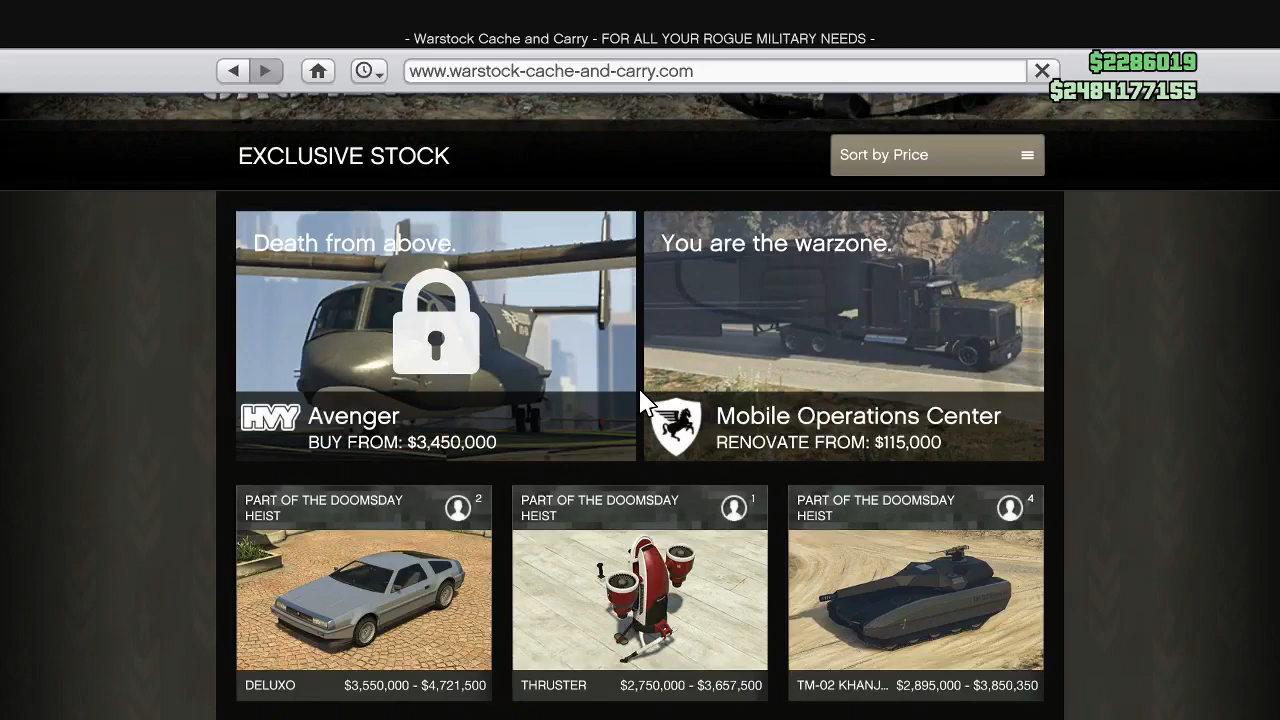 - Warstock Cache and Carry - FOR ALL YOUR ROGUE MILITARY NEEDS -
www.warstock-cache-and-carry.com
$2286019
$2484177155
EXCLUSIVE STOCK
Sort by Price
Death from above.
You are the warzone.
HVY Avenger
BUY FROM: $3,450,000
Mobile Operations Center
RENOVATE FROM: $115,000
PART OF THE DOOMSDAY
HEIST
2
PART OF THE DOOMSDAY
HEIST
1
PART OF THE DOOMSDAY
HEIST
4
DELUXO $3,550,000 - $4,721,500
THRUSTER $2,750,000 - $3,657,500
TM-02 KHANJ... $2,895,000 - $3,850,350